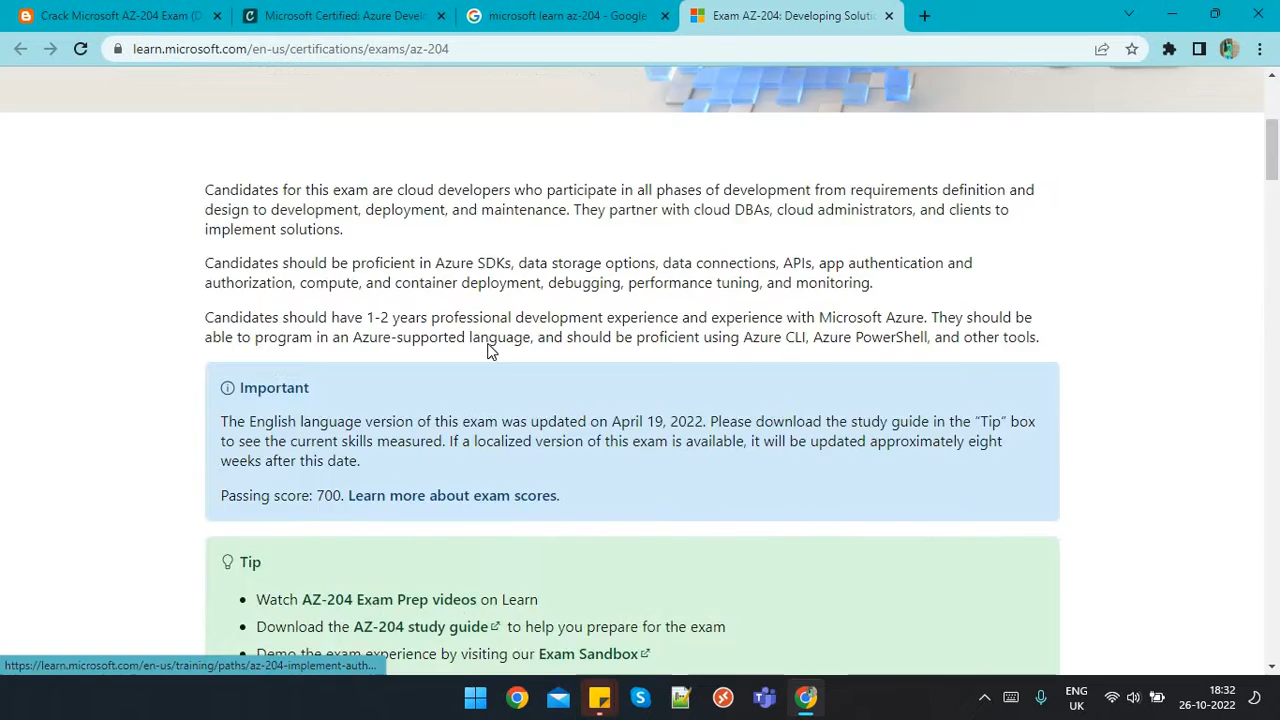 Crack Microsoft AZ-204 Exam (D
Microsoft Certified: Azure Devel
microsoft learn az-204 - Google
Exam AZ-204: Developing Soluti
learn.microsoft.com/en-us/certifications/exams/az-204
Candidates for this exam are cloud developers who participate in all phases of development from requirements definition and
design to development, deployment, and maintenance. They partner with cloud DBAs, cloud administrators, and clients to
implement solutions.
Candidates should be proficient in Azure SDKs, data storage options, data connections, APIs, app authentication and
authorization, compute, and container deployment, debugging, performance tuning, and monitoring.
Candidates should have 1-2 years professional development experience and experience with Microsoft Azure. They should be
able to program in an Azure-supported language, and should be proficient using Azure CLI, Azure PowerShell, and other tools.
Important
The English language version of this exam was updated on April 19, 2022. Please download the study guide in the “Tip” box
to see the current skills measured. If a localized version of this exam is available, it will be updated approximately eight
weeks after this date.
Passing score: 700. Learn more about exam scores.
Tip
• Watch AZ-204 Exam Prep videos on Learn
• Download the AZ-204 study guide to help you prepare for the exam
• Demo the exam experience by visiting our Exam Sandbox
https://learn.microsoft.com/en-us/training/paths/az-204-implement-auth...
ENG
UK
18:32
26-10-2022